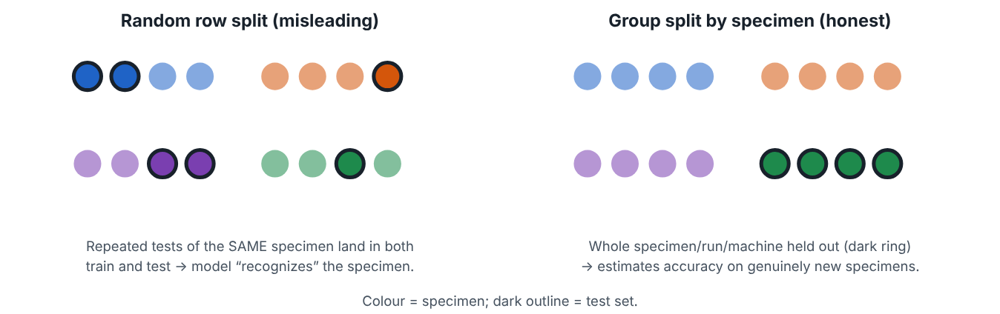 Random row split (misleading)
Group split by specimen (honest)
Repeated tests of the SAME specimen land in both
train and test → model “recognizes” the specimen.
Whole specimen/run/machine held out (dark ring)
→ estimates accuracy on genuinely new specimens.
Colour = specimen; dark outline = test set.